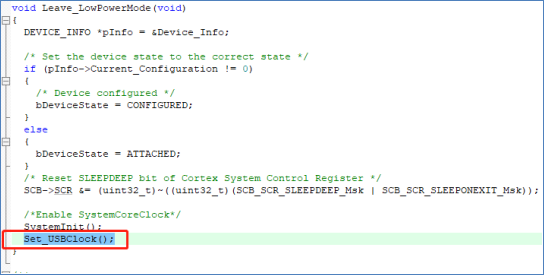 void Leave_LowPowerMode(void)
{
DEVICE_INFO *pInfo = &Device_Info;
/* Set the device state to the correct state */
if (pInfo->Current_Configuration != 0)
{
/* Device configured */
bDeviceState = CONFIGURED;
}
else
{
bDeviceState = ATTACHED;
}
/* Reset SLEEPDEEP bit of Cortex System Control Register */
SCB->SCR &= (uint32_t)~((uint32_t)(SCB_SCR_SLEEPDEEP_Msk | SCB_SCR_SLEEPONEXIT_Msk));
/*Enable SystemCoreClock*/
SystemInit();
Set_USBClock();
}